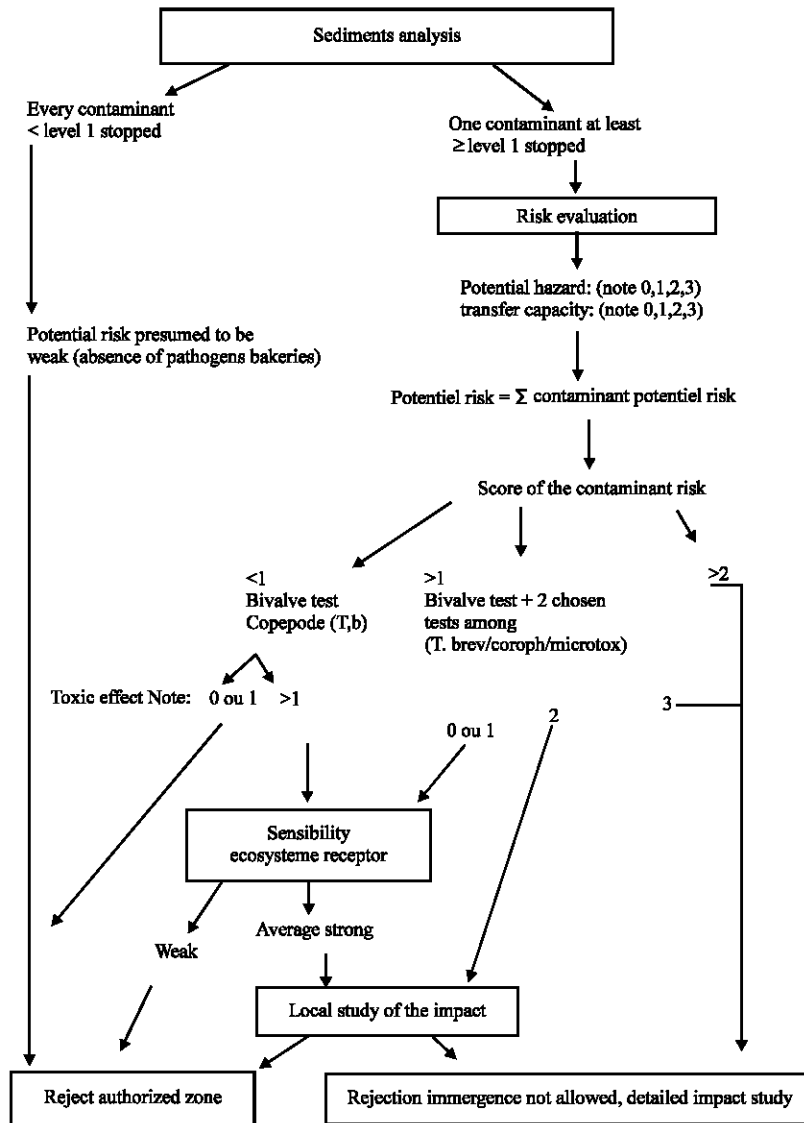 Sediments analysis
Every contaminant
< level 1 stopped
One contaminant at least
≥level 1 stopped
Risk evaluation
Potential hazard: (note 0,1,2,3)
transfer capacity: (note 0,1,2,3)
Potential risk presumed to be
weak (absence of pathogens bakeries)
Potentiel risk = Σ contaminant potentiel risk
Score of the contaminant risk
<1
Bivalve test
Copepode (T,b)
>1
Bivalve test + 2 chosen
tests among
(T. brev/coroph/microtox)
>2
Toxic effect Note: 0 ou 1 >1
0 ou 1
2
3
Sensibility
ecosysteme receptor
Weak
Average strong
Local study of the impact
Reject authorized zone
Rejection immergence not allowed, detailed impact study